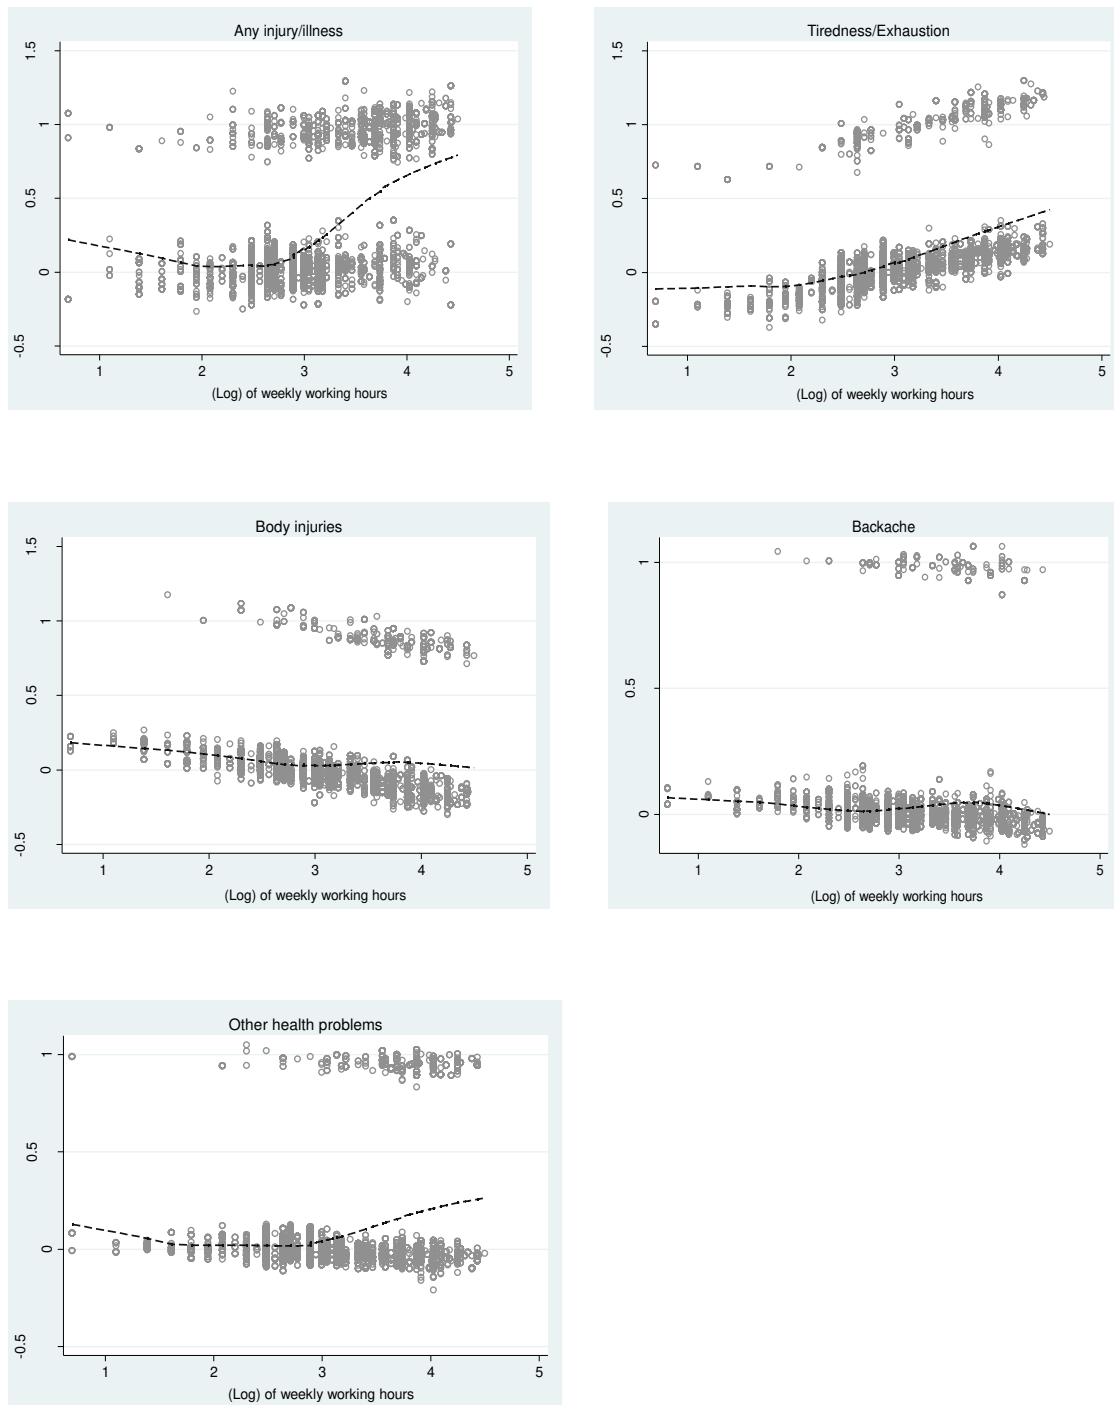 Any injury/illness
1.5
1
0.5
0
-0.5
1 2 3 4 5
(Log) of weekly working hours
Tiredness/Exhaustion
1.5
1
0.5
0
-0.5
1 2 3 4 5
(Log) of weekly working hours
Body injuries
1.5
1
0.5
0
-0.5
1 2 3 4 5
(Log) of weekly working hours
Backache
1
0.5
0
1 2 3 4 5
(Log) of weekly working hours
Other health problems
1
0.5
0
-0.5
1 2 3 4 5
(Log) of weekly working hours